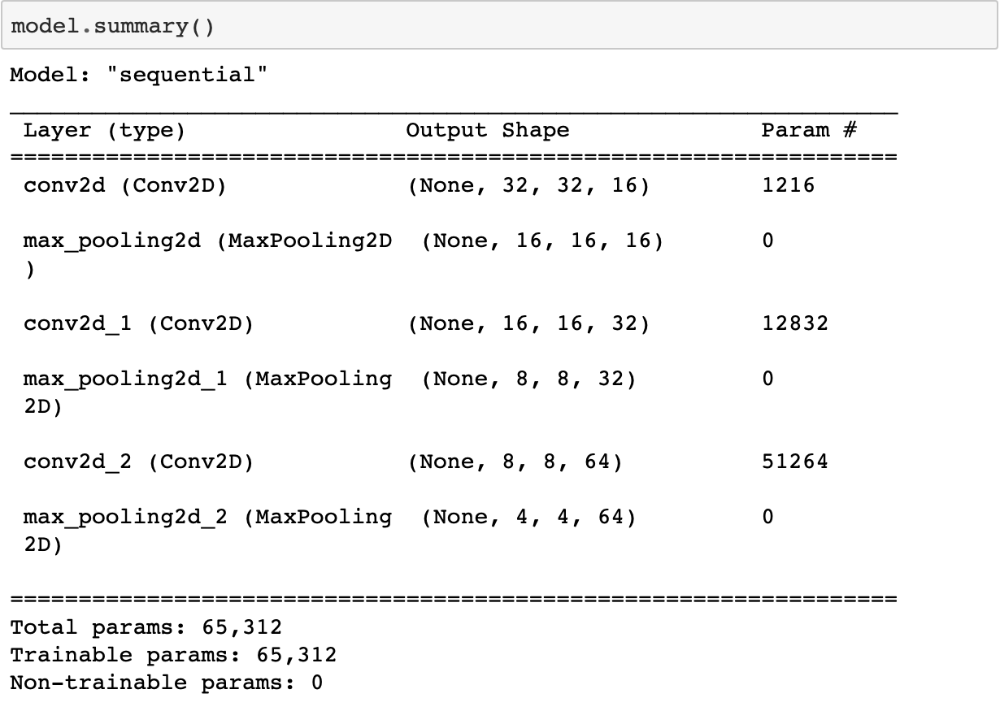 model.summary()
Model: "sequential"
_________________________________________________________________
Layer (type) Output Shape Param #
=================================================================
conv2d (Conv2D) (None, 32, 32, 16) 1216
max_pooling2d (MaxPooling2D (None, 16, 16, 16) 0
)
conv2d_1 (Conv2D) (None, 16, 16, 32) 12832
max_pooling2d_1 (MaxPooling (None, 8, 8, 32) 0
2D)
conv2d_2 (Conv2D) (None, 8, 8, 64) 51264
max_pooling2d_2 (MaxPooling (None, 4, 4, 64) 0
2D)
=================================================================
Total params: 65,312
Trainable params: 65,312
Non-trainable params: 0